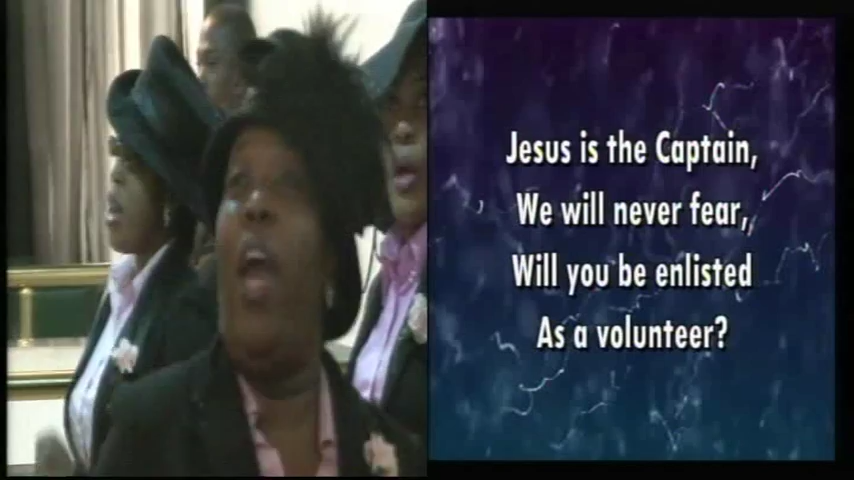 Jesus is the Captain,
We will never fear,
Will you be enlisted
As a volunteer?